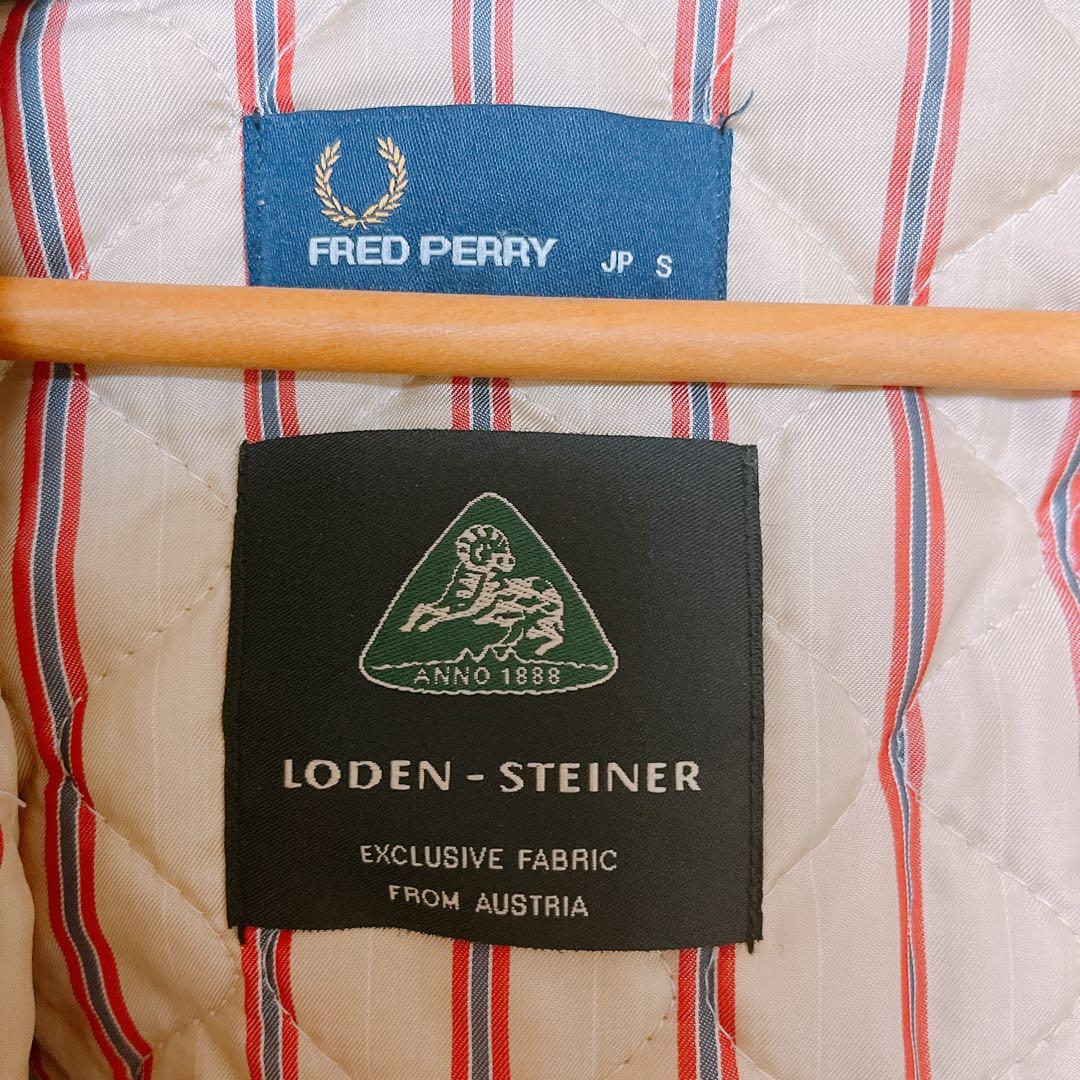 FRED PERRY JP S
ANNO 1888
LODEN - STEINER
EXCLUSIVE FABRIC
FROM AUSTRIA